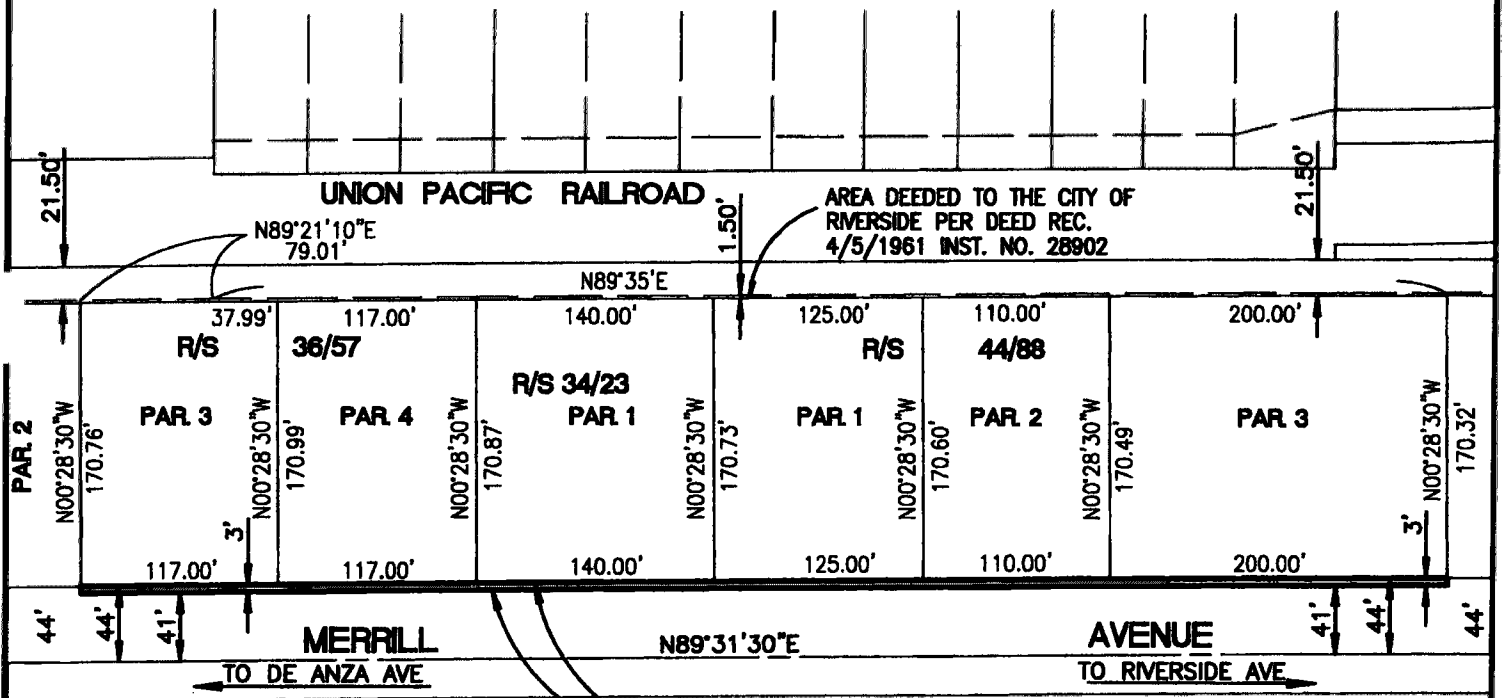 21.50'
UNION PACIFIC RAILROAD
1.50'
AREA DEEDED TO THE CITY OF
RIVERSIDE PER DEED REC.
4/5/1961 INST. NO. 28902
21.50'
N89°21'10"E
79.01'
N89°35'E
37.99'
117.00'
140.00'
125.00'
110.00'
200.00'
R/S 36/57
R/S 34/23
R/S 44/88
PAR. 2
N00°28'30"W
170.76'
PAR. 3
N00°28'30"W
170.99'
PAR. 4
N00°28'30"W
170.87'
PAR. 1
N00°28'30"W
170.73'
PAR. 1
N00°28'30"W
170.60'
PAR. 2
N00°28'30"W
170.49'
PAR. 3
N00°28'30"W
170.32'
3'
3'
117.00'
117.00'
140.00'
125.00'
110.00'
200.00'
44'
44'
41'
MERRILL
N89°31'30"E
AVENUE
41'
44'
44'
TO DE ANZA AVE
TO RIVERSIDE AVE